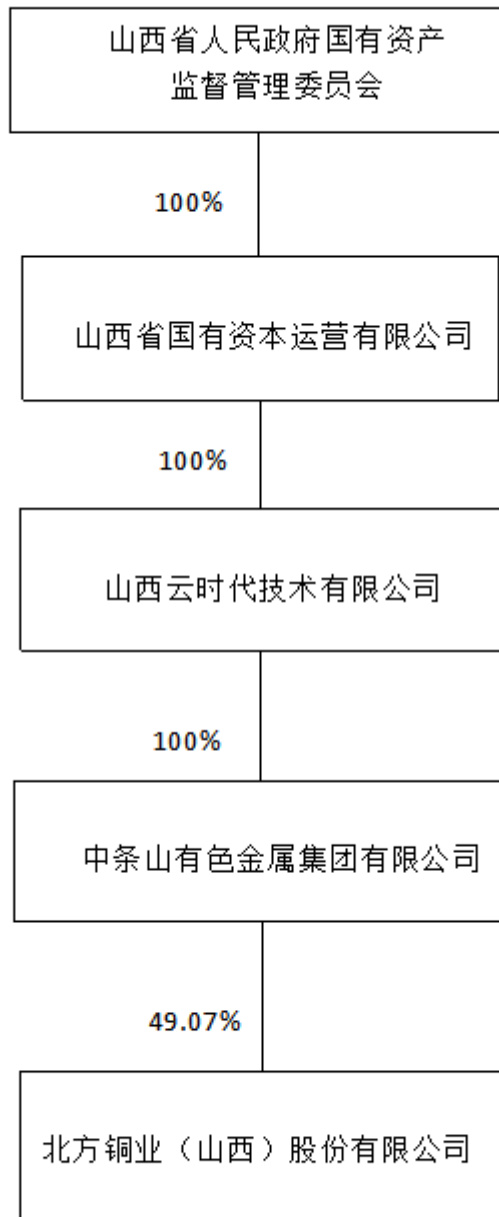 山西省人民政府国有资产
监督管理委员会
100%
山西省国有资本运营有限公司
100%
山西云时代技术有限公司
100%
中条山有色金属集团有限公司
49.07%
北方铜业（山西）股份有限公司